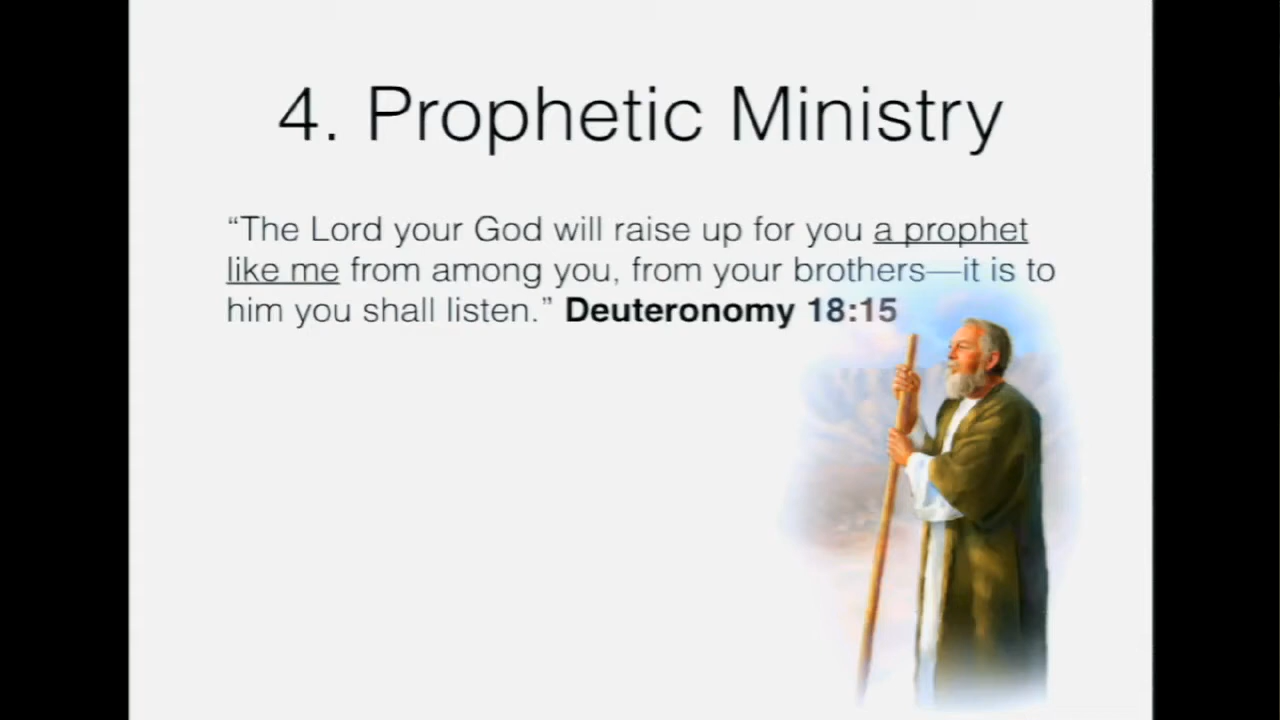 4. Prophetic Ministry
“The Lord your God will raise up for you a prophet
like me from among you, from your brothers—it is to
him you shall listen.” Deuteronomy 18:15